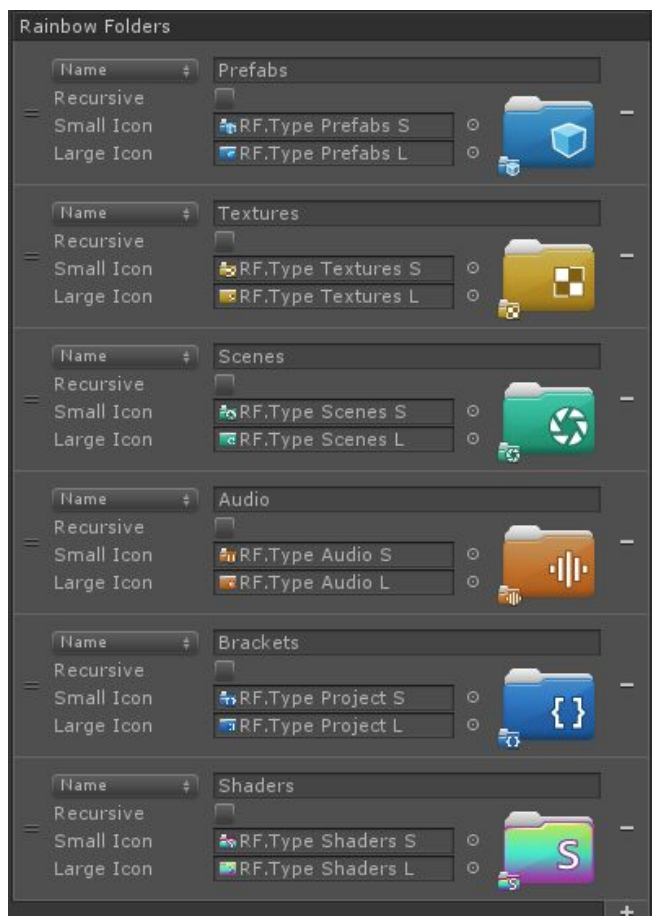 Rainbow Folders
Name Prefabs
Recursive
Small Icon RF.Type Prefabs S
Large Icon RF.Type Prefabs L
Name Textures
Recursive
Small Icon RF.Type Textures S
Large Icon RF.Type Textures L
Name Scenes
Recursive
Small Icon RF.Type Scenes S
Large Icon RF.Type Scenes L
Name Audio
Recursive
Small Icon RF.Type Audio S
Large Icon RF.Type Audio L
Name Brackets
Recursive
Small Icon RF.Type Project S
Large Icon RF.Type Project L
{ }
Name Shaders
Recursive
Small Icon RF.Type Shaders S
Large Icon RF.Type Shaders L
S